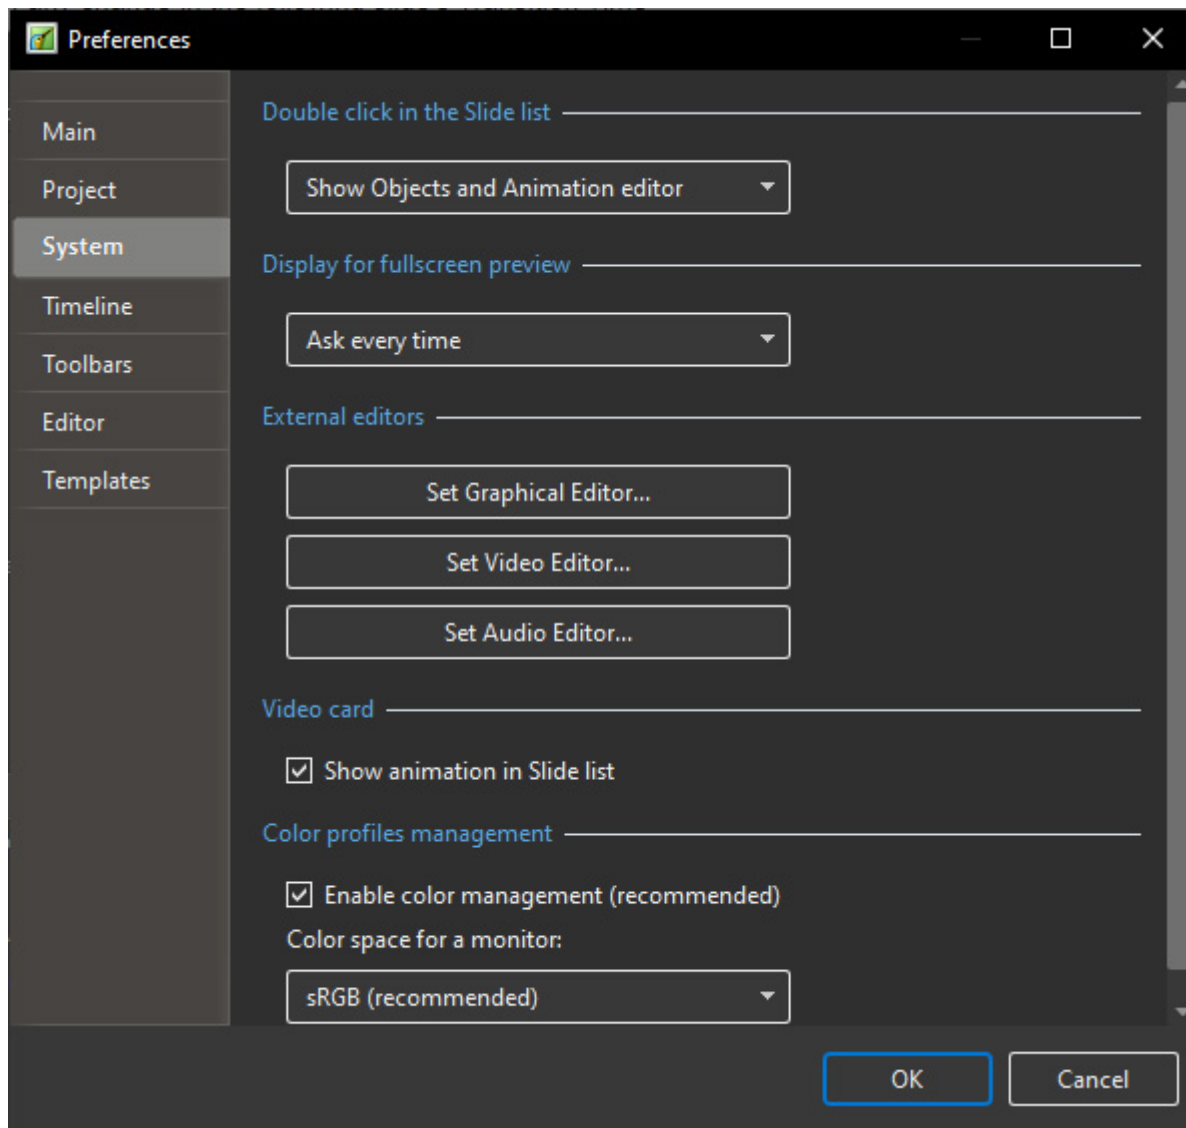 Preferences
Main
Project
System
Timeline
Toolbars
Editor
Templates
Double click in the Slide list
Show Objects and Animation editor
Display for fullscreen preview
Ask every time
External editors
Set Graphical Editor...
Set Video Editor...
Set Audio Editor...
Video card
Show animation in Slide list
Color profiles management
Enable color management (recommended)
Color space for a monitor:
sRGB (recommended)
OK
Cancel